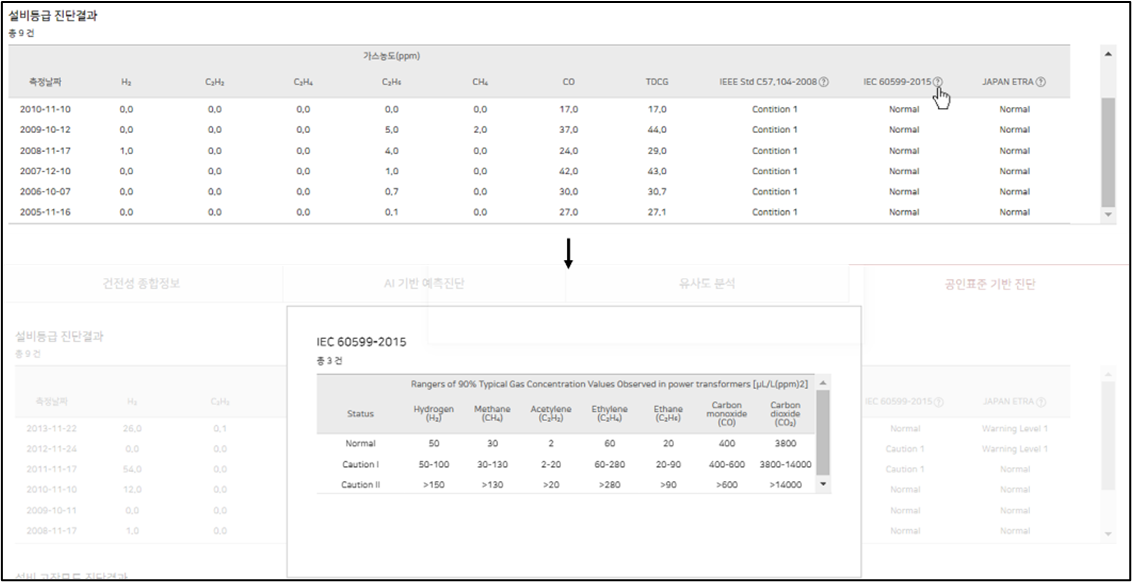 설비등급 진단결과
총 9 건
가스농도(ppm)
측정날짜 H₂ C₂H₂ C₂H₄ C₂H₆ CH₄ CO TDCG IEEE Std C57,104-2008 ? IEC 60599-2015 ? JAPAN ETRA ?
2010-11-10 0,0 0,0 0,0 0,0 0,0 17,0 17,0 Contition 1 Normal Normal
2009-10-12 0,0 0,0 0,0 5,0 2,0 37,0 44,0 Contition 1 Normal Normal
2008-11-17 1,0 0,0 0,0 4,0 0,0 24,0 29,0 Contition 1 Normal Normal
2007-12-10 0,0 0,0 0,0 1,0 0,0 42,0 43,0 Contition 1 Normal Normal
2006-10-07 0,0 0,0 0,0 0,7 0,0 30,0 30,7 Contition 1 Normal Normal
2005-11-16 0,0 0,0 0,0 0,1 0,0 27,0 27,1 Contition 1 Normal Normal
건전성 종합정보 AI 기반 예측진단 유사도 분석 공인표준 기반 진단
설비등급 진단결과
총 9 건
측정날짜 H₂ C₂H₂ IEC 60599-2015 ? JAPAN ETRA ?
2013-11-22 26,0 0,1 Normal Warning Level 1
2012-11-24 0,0 0,0 Caution 1 Warning Level 1
2011-11-17 54,0 0,0 Caution 1 Normal
2010-11-10 12,0 0,0 Normal Normal
2009-10-11 0,0 0,0 Normal Normal
2008-11-17 1,0 0,0 Normal Normal
설비 고장모드 진단결과
IEC 60599-2015
총 3 건
Rangers of 90% Typical Gas Concentration Values Observed in power transformers [μL/L(ppm)2]
Status Hydrogen (H₂) Methane (CH₄) Acetylene (C₂H₂) Ethylene (C₂H₄) Ethane (C₂H₆) Carbon monoxide (CO) Carbon dioxide (CO₂)
Normal 50 30 2 60 20 400 3800
Caution I 50-100 30-130 2-20 60-280 20-90 400-600 3800-14000
Caution II >150 >130 >20 >280 >90 >600 >14000